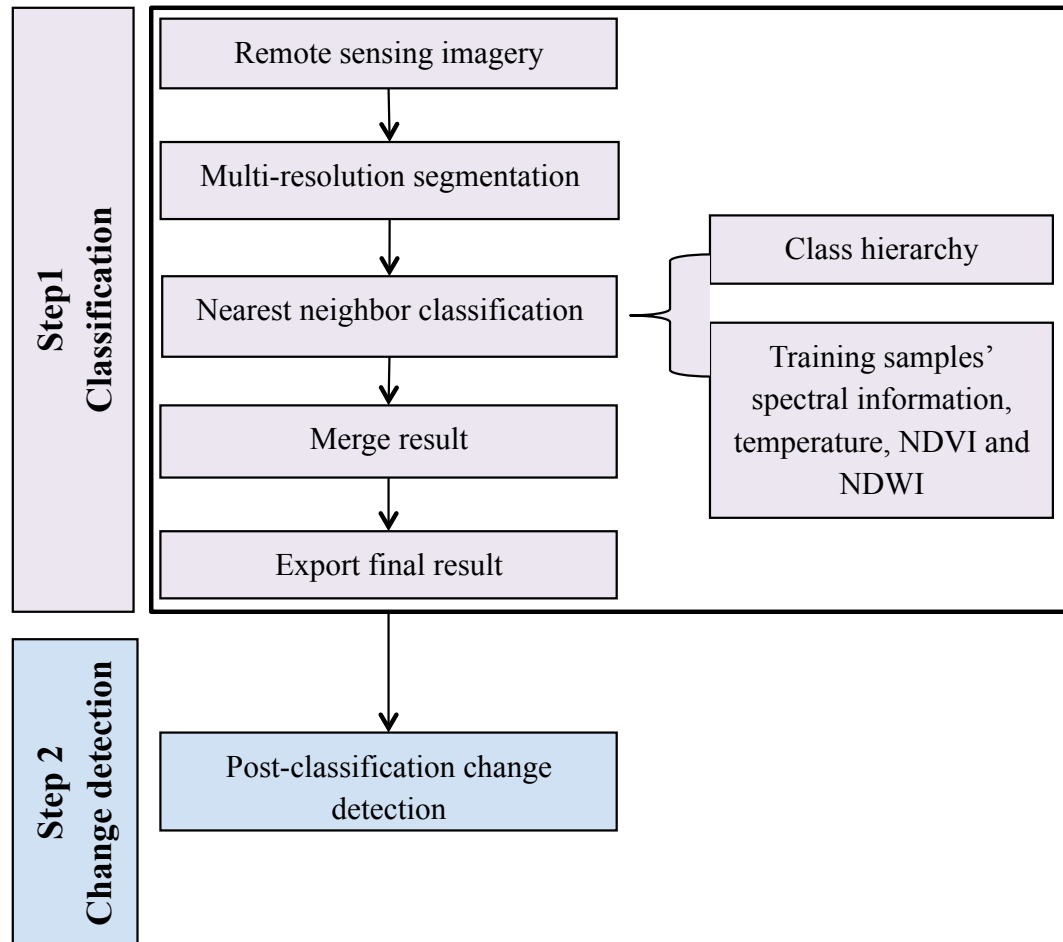 Step1
Classification
Remote sensing imagery
Multi-resolution segmentation
Nearest neighbor classification
Class hierarchy
Training samples’
spectral information,
temperature, NDVI and
NDWI
Merge result
Export final result
Step 2
Change detection
Post-classification change
detection